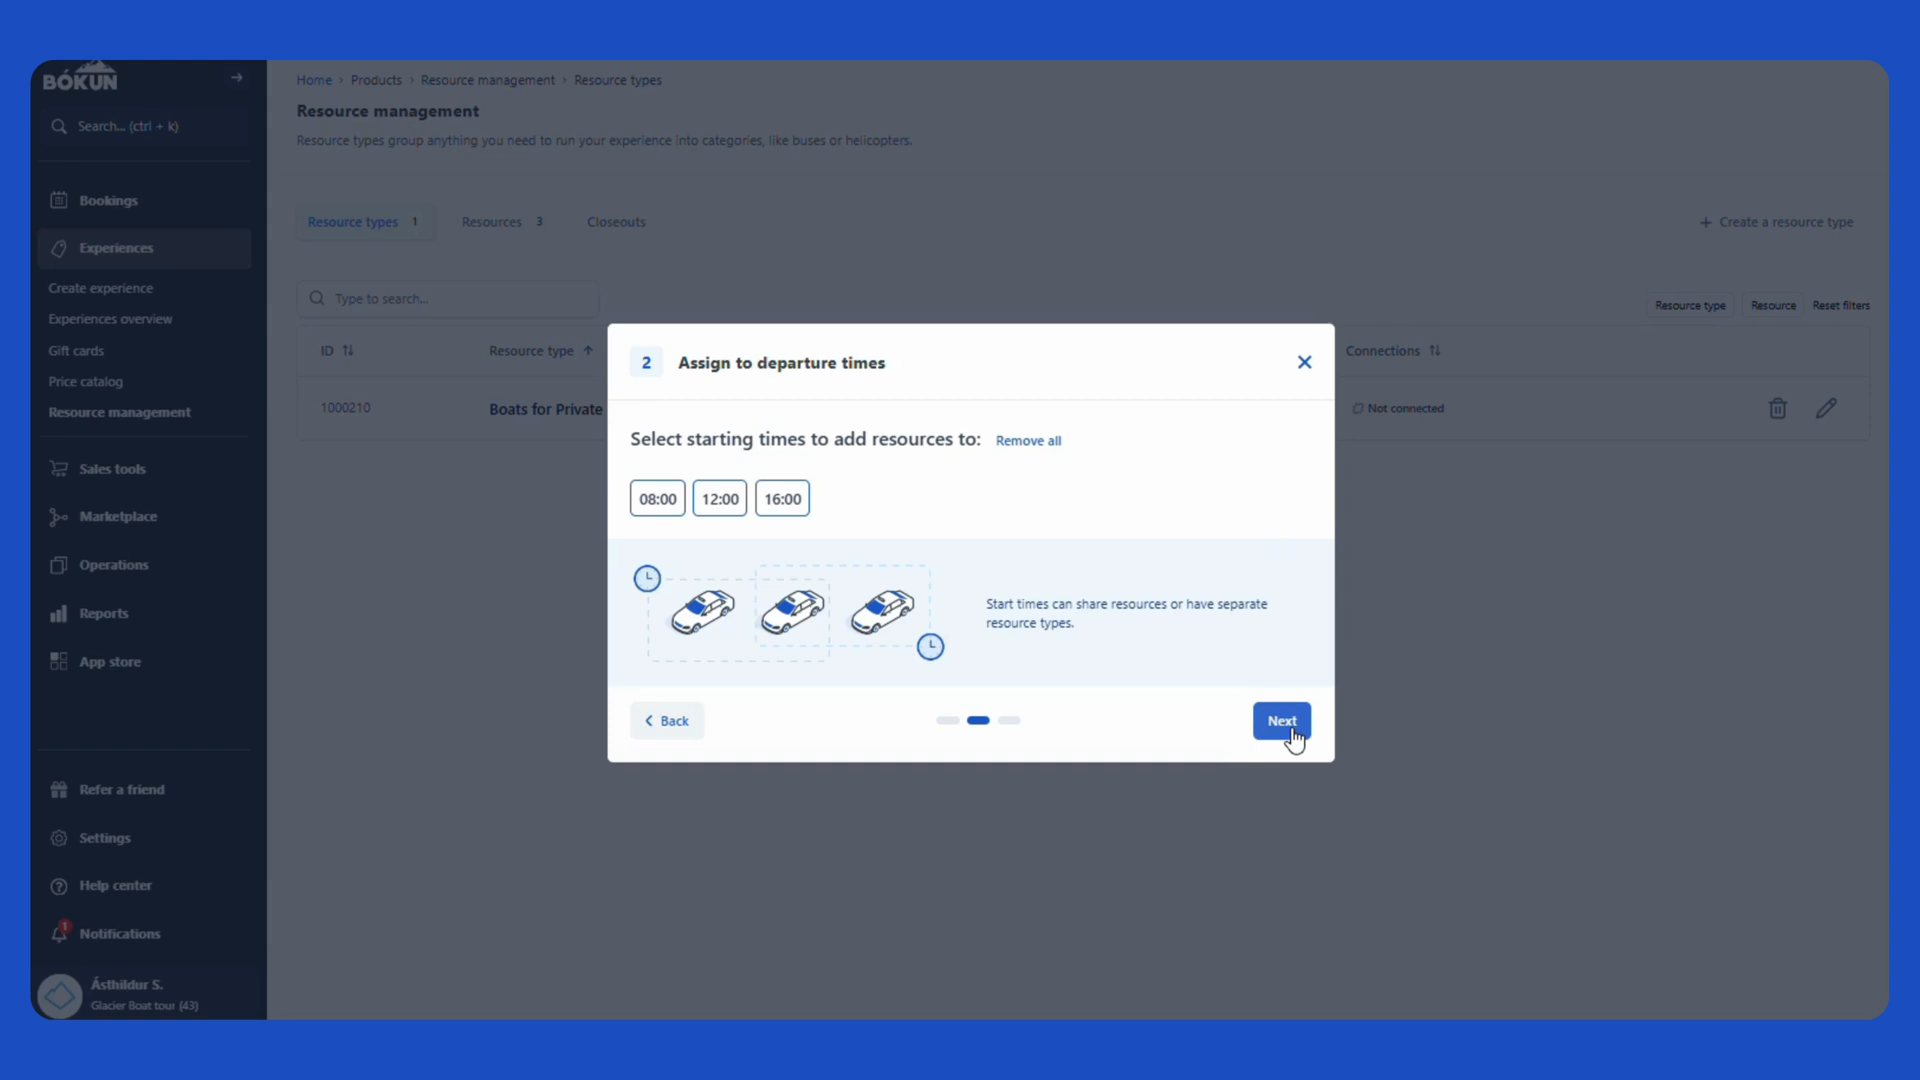 BÓKUN
Search... (ctrl + k)
Bookings
Experiences
Create experience
Experiences overview
Gift cards
Price catalog
Resource management
Sales tools
Marketplace
Operations
Reports
App store
Refer a friend
Settings
Help center
1
Notifications
Ásthildur S.
Glacier Boat tour (43)
Home › Products › Resource management › Resource types
Resource management
Resource types group anything you need to run your experience into categories, like buses or helicopters.
Resource types 1 Resources 3 Closeouts
+ Create a resource type
Type to search...
Resource type Resource Reset filters
ID Resource type Connections
1000210 Boats for Private Not connected
2 Assign to departure times
Select starting times to add resources to: Remove all
08:00 12:00 16:00
Start times can share resources or have separate
resource types.
Back Next